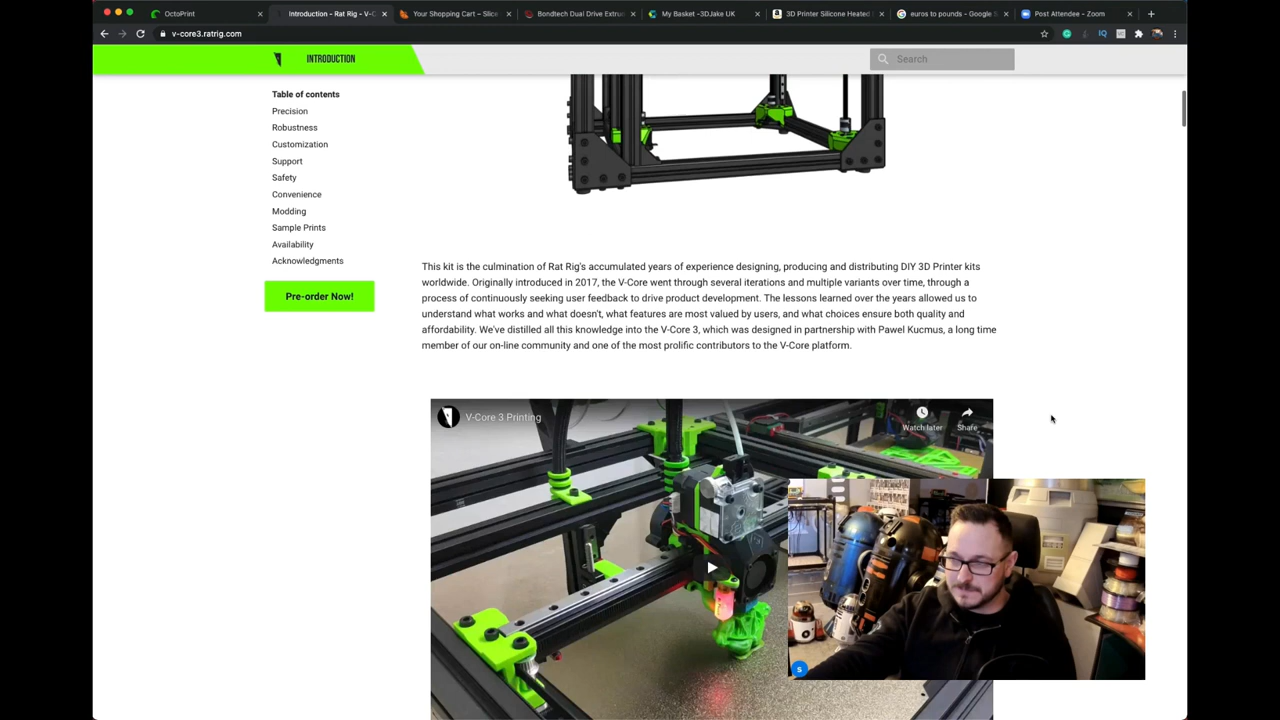 OctoPrint
Introduction - Rat Rig - V-C
Your Shopping Cart – Slice
Bondtech Dual Drive Extrud
My Basket -3DJake UK
3D Printer Silicone Heated
euros to pounds - Google S
Post Attendee - Zoom
v-core3.ratrig.com
INTRODUCTION
Search
Table of contents
Precision
Robustness
Customization
Support
Safety
Convenience
Modding
Sample Prints
Availability
Acknowledgments
Pre-order Now!
This kit is the culmination of Rat Rig's accumulated years of experience designing, producing and distributing DIY 3D Printer kits
worldwide. Originally introduced in 2017, the V-Core went through several iterations and multiple variants over time, through a
process of continuously seeking user feedback to drive product development. The lessons learned over the years allowed us to
understand what works and what doesn't, what features are most valued by users, and what choices ensure both quality and
affordability. We've distilled all this knowledge into the V-Core 3, which was designed in partnership with Pawel Kucmus, a long time
member of our on-line community and one of the most prolific contributors to the V-Core platform.
V-Core 3 Printing
Watch later
Share
s